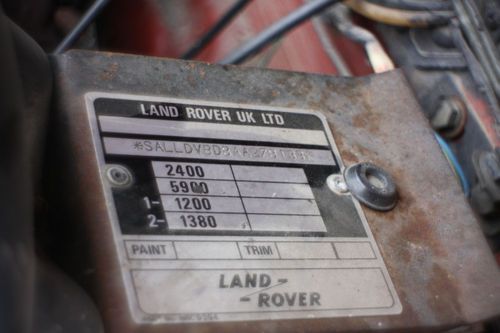 LAND ROVER UK LTD
2400
5900
1- 1200
2- 1380
PAINT TRIM
LAND
ROVER